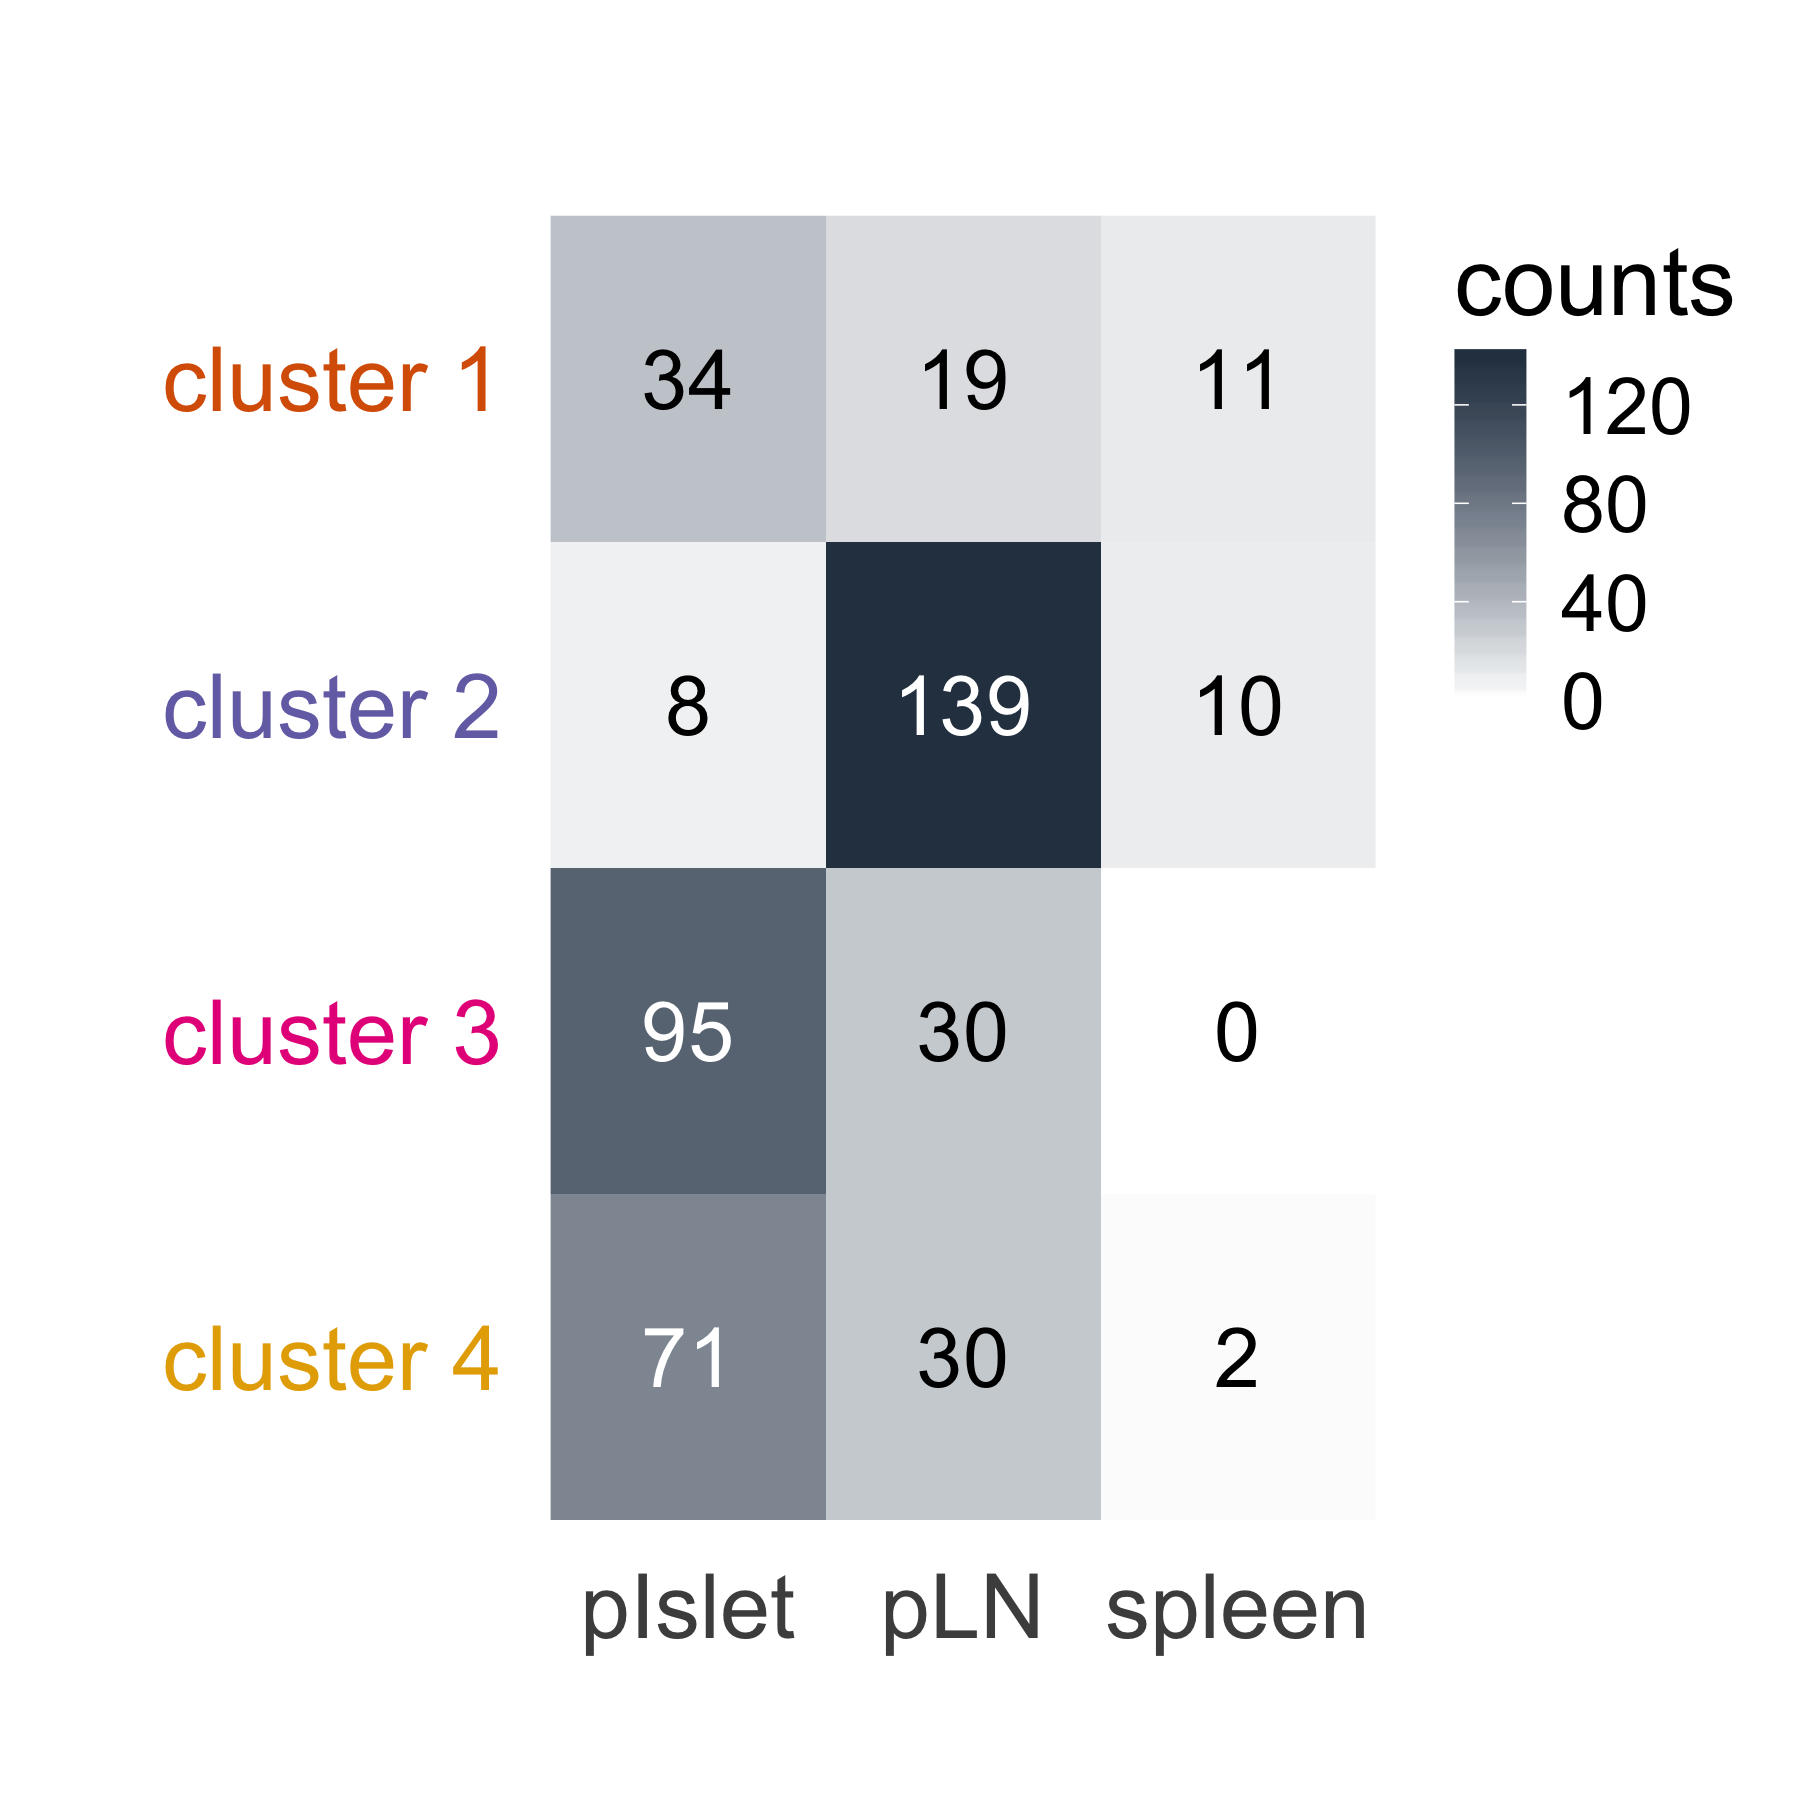 counts
120
80
40
0
cluster 1 34 19 11
cluster 2 8 139 10
cluster 3 95 30 0
cluster 4 71 30 2
pIslet pLN spleen